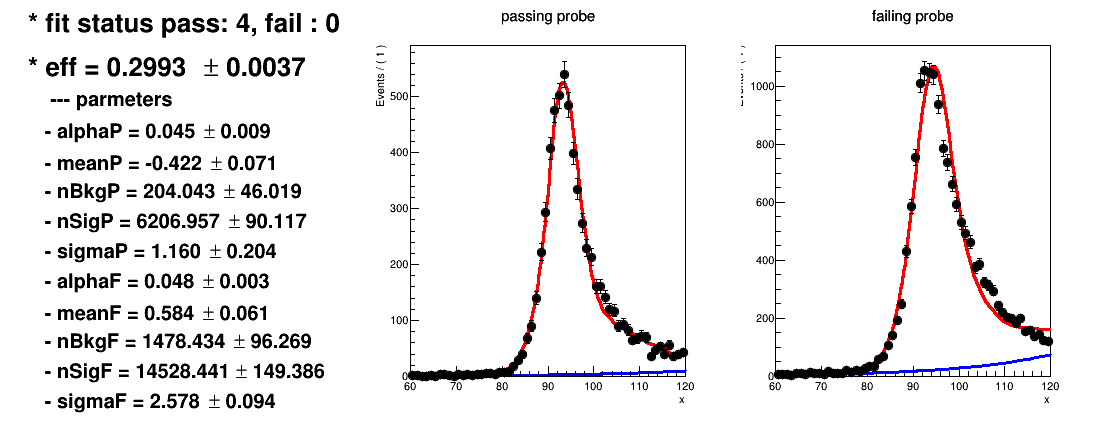 * fit status pass: 4, fail : 0
* eff = 0.2993 ± 0.0037
--- parmeters
- alphaP = 0.045 ± 0.009
- meanP = -0.422 ± 0.071
- nBkgP = 204.043 ± 46.019
- nSigP = 6206.957 ± 90.117
- sigmaP = 1.160 ± 0.204
- alphaF = 0.048 ± 0.003
- meanF = 0.584 ± 0.061
- nBkgF = 1478.434 ± 96.269
- nSigF = 14528.441 ± 149.386
- sigmaF = 2.578 ± 0.094
passing probe
Events / ( 1 )
500
400
300
200
100
0
60 70 80 90 100 110 120
x
failing probe
1000
800
600
400
200
0
60 70 80 90 100 110 120
x